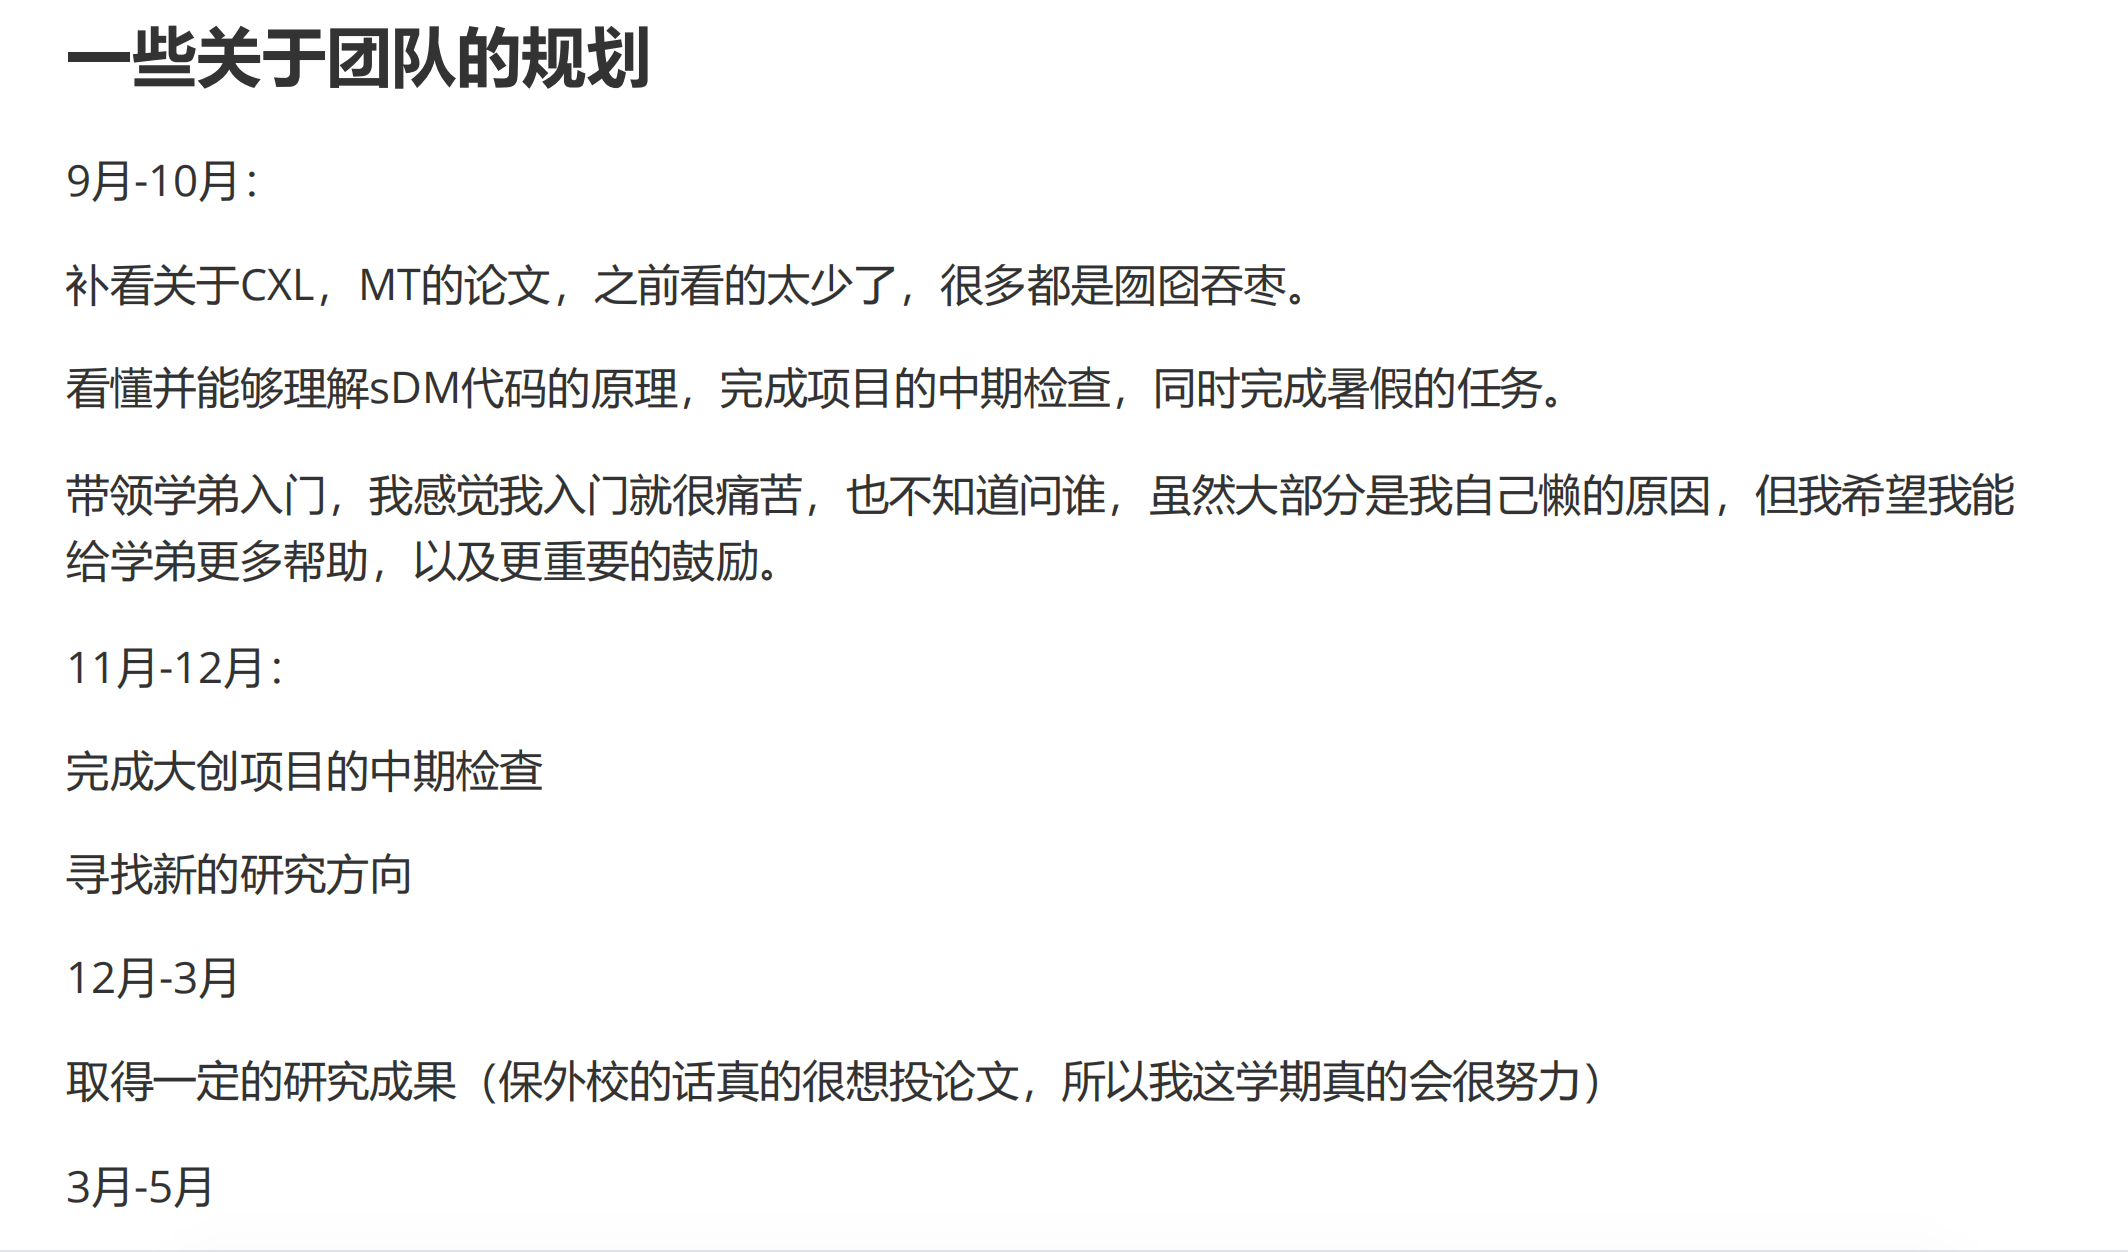 一些关于团队的规划
9月-10月：
补看关于CXL，MT的论文，之前看的太少了，很多都是囫囵吞枣。
看懂并能够理解sDM代码的原理，完成项目的中期检查，同时完成暑假的任务。
带领学弟入门，我感觉我入门就很痛苦，也不知道问谁，虽然大部分是我自己懒的原因，但我希望我能
给学弟更多帮助，以及更重要的鼓励。
11月-12月：
完成大创项目的中期检查
寻找新的研究方向
12月-3月
取得一定的研究成果（保外校的话真的很想投论文，所以我这学期真的会很努力）
3月-5月